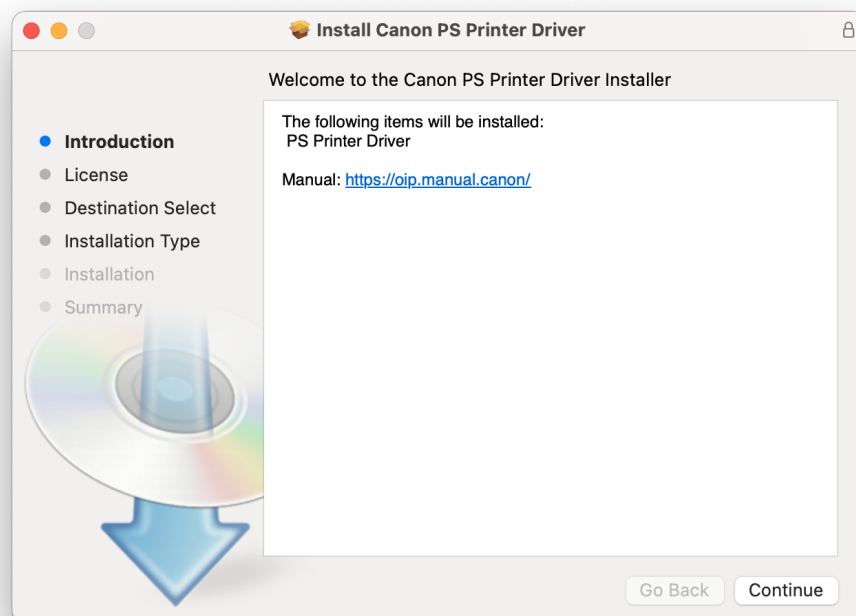 Install Canon PS Printer Driver
Welcome to the Canon PS Printer Driver Installer
Introduction
License
Destination Select
Installation Type
Installation
Summary
The following items will be installed:
PS Printer Driver
Manual: https://oip.manual.canon/
Go Back
Continue